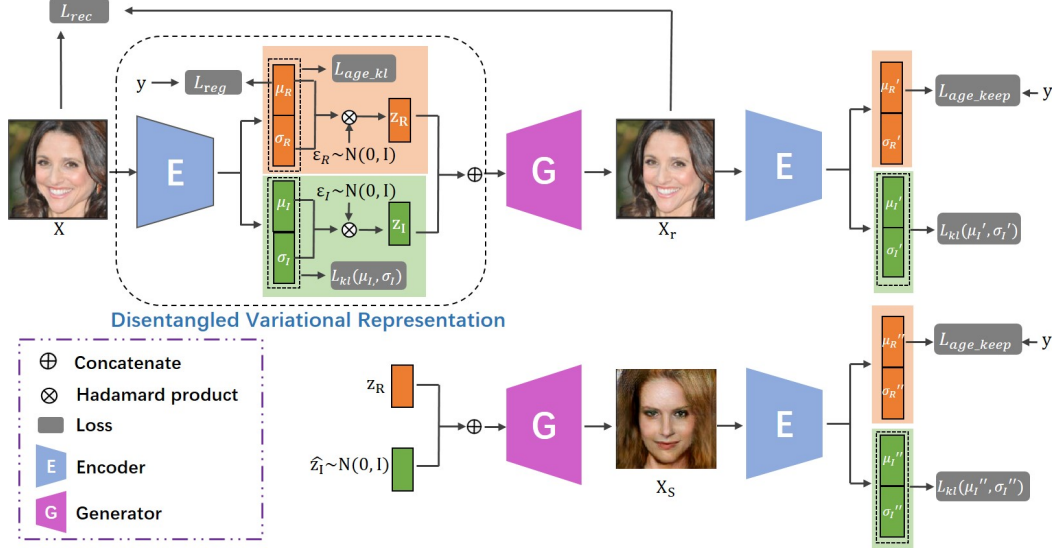 L_rec
y
L_reg
L_age_kl
μ_R
σ_R
z_R
ε_R~N(0, I)
E
X
ε_I~N(0, I)
μ_I
σ_I
z_I
L_kl(μ_I,, σ_I)
Disentangled Variational Representation
⊕
G
X_r
E
μ_R′
σ_R′
L_age_keep
y
μ_I′
σ_I′
L_kl(μ_I′, σ_I′)
⊕ Concatenate
⊗ Hadamard product
Loss
E Encoder
G Generator
z_R
ẑ_I~N(0, I)
⊕
G
X_S
E
μ_R″
σ_R″
L_age_keep
y
μ_I″
σ_I″
L_kl(μ_I″, σ_I″)